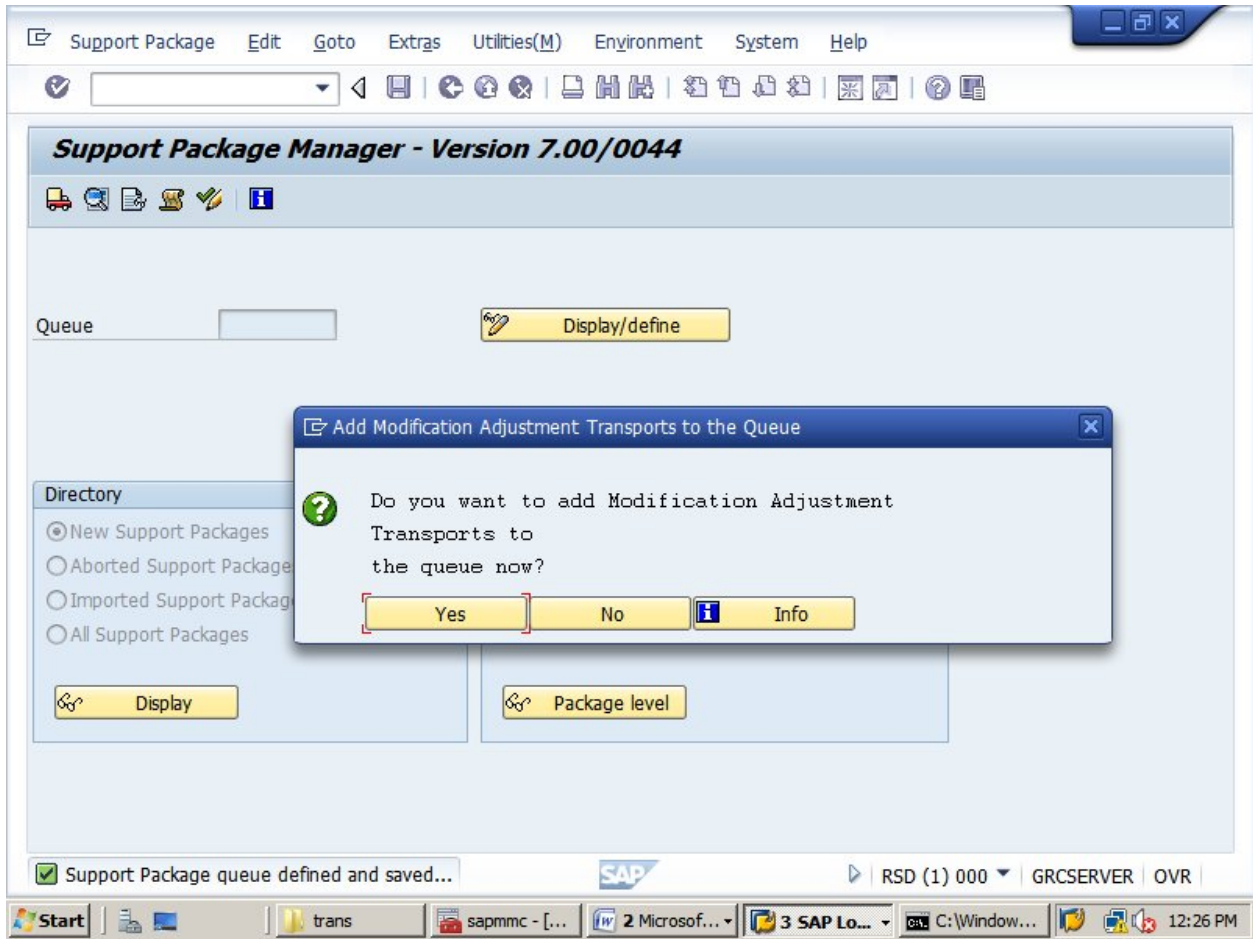 Support Package Edit Goto Extras Utilities(M) Environment System Help
Support Package Manager - Version 7.00/0044
Queue
Display/define
Add Modification Adjustment Transports to the Queue
Do you want to add Modification Adjustment
Transports to
the queue now?
Yes No Info
Directory
New Support Packages
Aborted Support Package
Imported Support Packag
All Support Packages
Display
Package level
Support Package queue defined and saved...
SAP
RSD (1) 000 GRCSERVER OVR
Start trans sapmmc - [... 2 Microsof... 3 SAP Lo... C:\Window... 12:26 PM